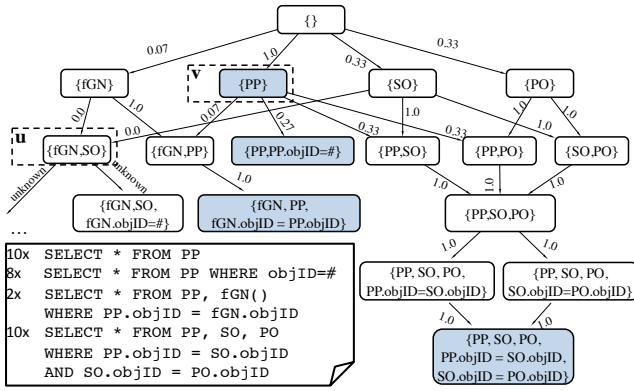 {}
0.07
1.0
0.33
0.33
v
{fGN}
{PP}
{SO}
{PO}
0.0
1.0
0.07
0.27
0.0
0.33
1.0
0.33
1.0
1.0
1.0
u
{fGN,SO}
{fGN,PP}
{PP,PP.objID=#}
{PP,SO}
{PP,PO}
{SO,PO}
unknown
unknown
1.0
1.0
1.0
1.0
...
{fGN,SO,
fGN.objID=#}
{fGN, PP,
fGN.objID = PP.objID}
{PP,SO,PO}
1.0
1.0
{PP, SO, PO,
PP.objID=SO.objID}
{PP, SO, PO,
SO.objID=PO.objID}
1.0
1.0
{PP, SO, PO,
PP.objID = SO.objID,
SO.objID = PO.objID}
10x SELECT * FROM PP
8x SELECT * FROM PP WHERE objID=#
2x SELECT * FROM PP, fGN()
WHERE PP.objID = fGN.objID
10x SELECT * FROM PP, SO, PO
WHERE PP.objID = SO.objID
AND SO.objID = PO.objID